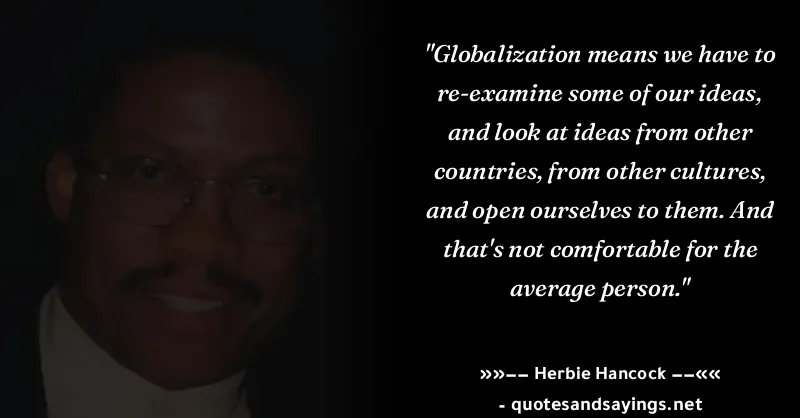 "Globalization means we have to
re-examine some of our ideas,
and look at ideas from other
countries, from other cultures,
and open ourselves to them. And
that's not comfortable for the
average person."
»»−− Herbie Hancock −−««
- quotesandsayings.net